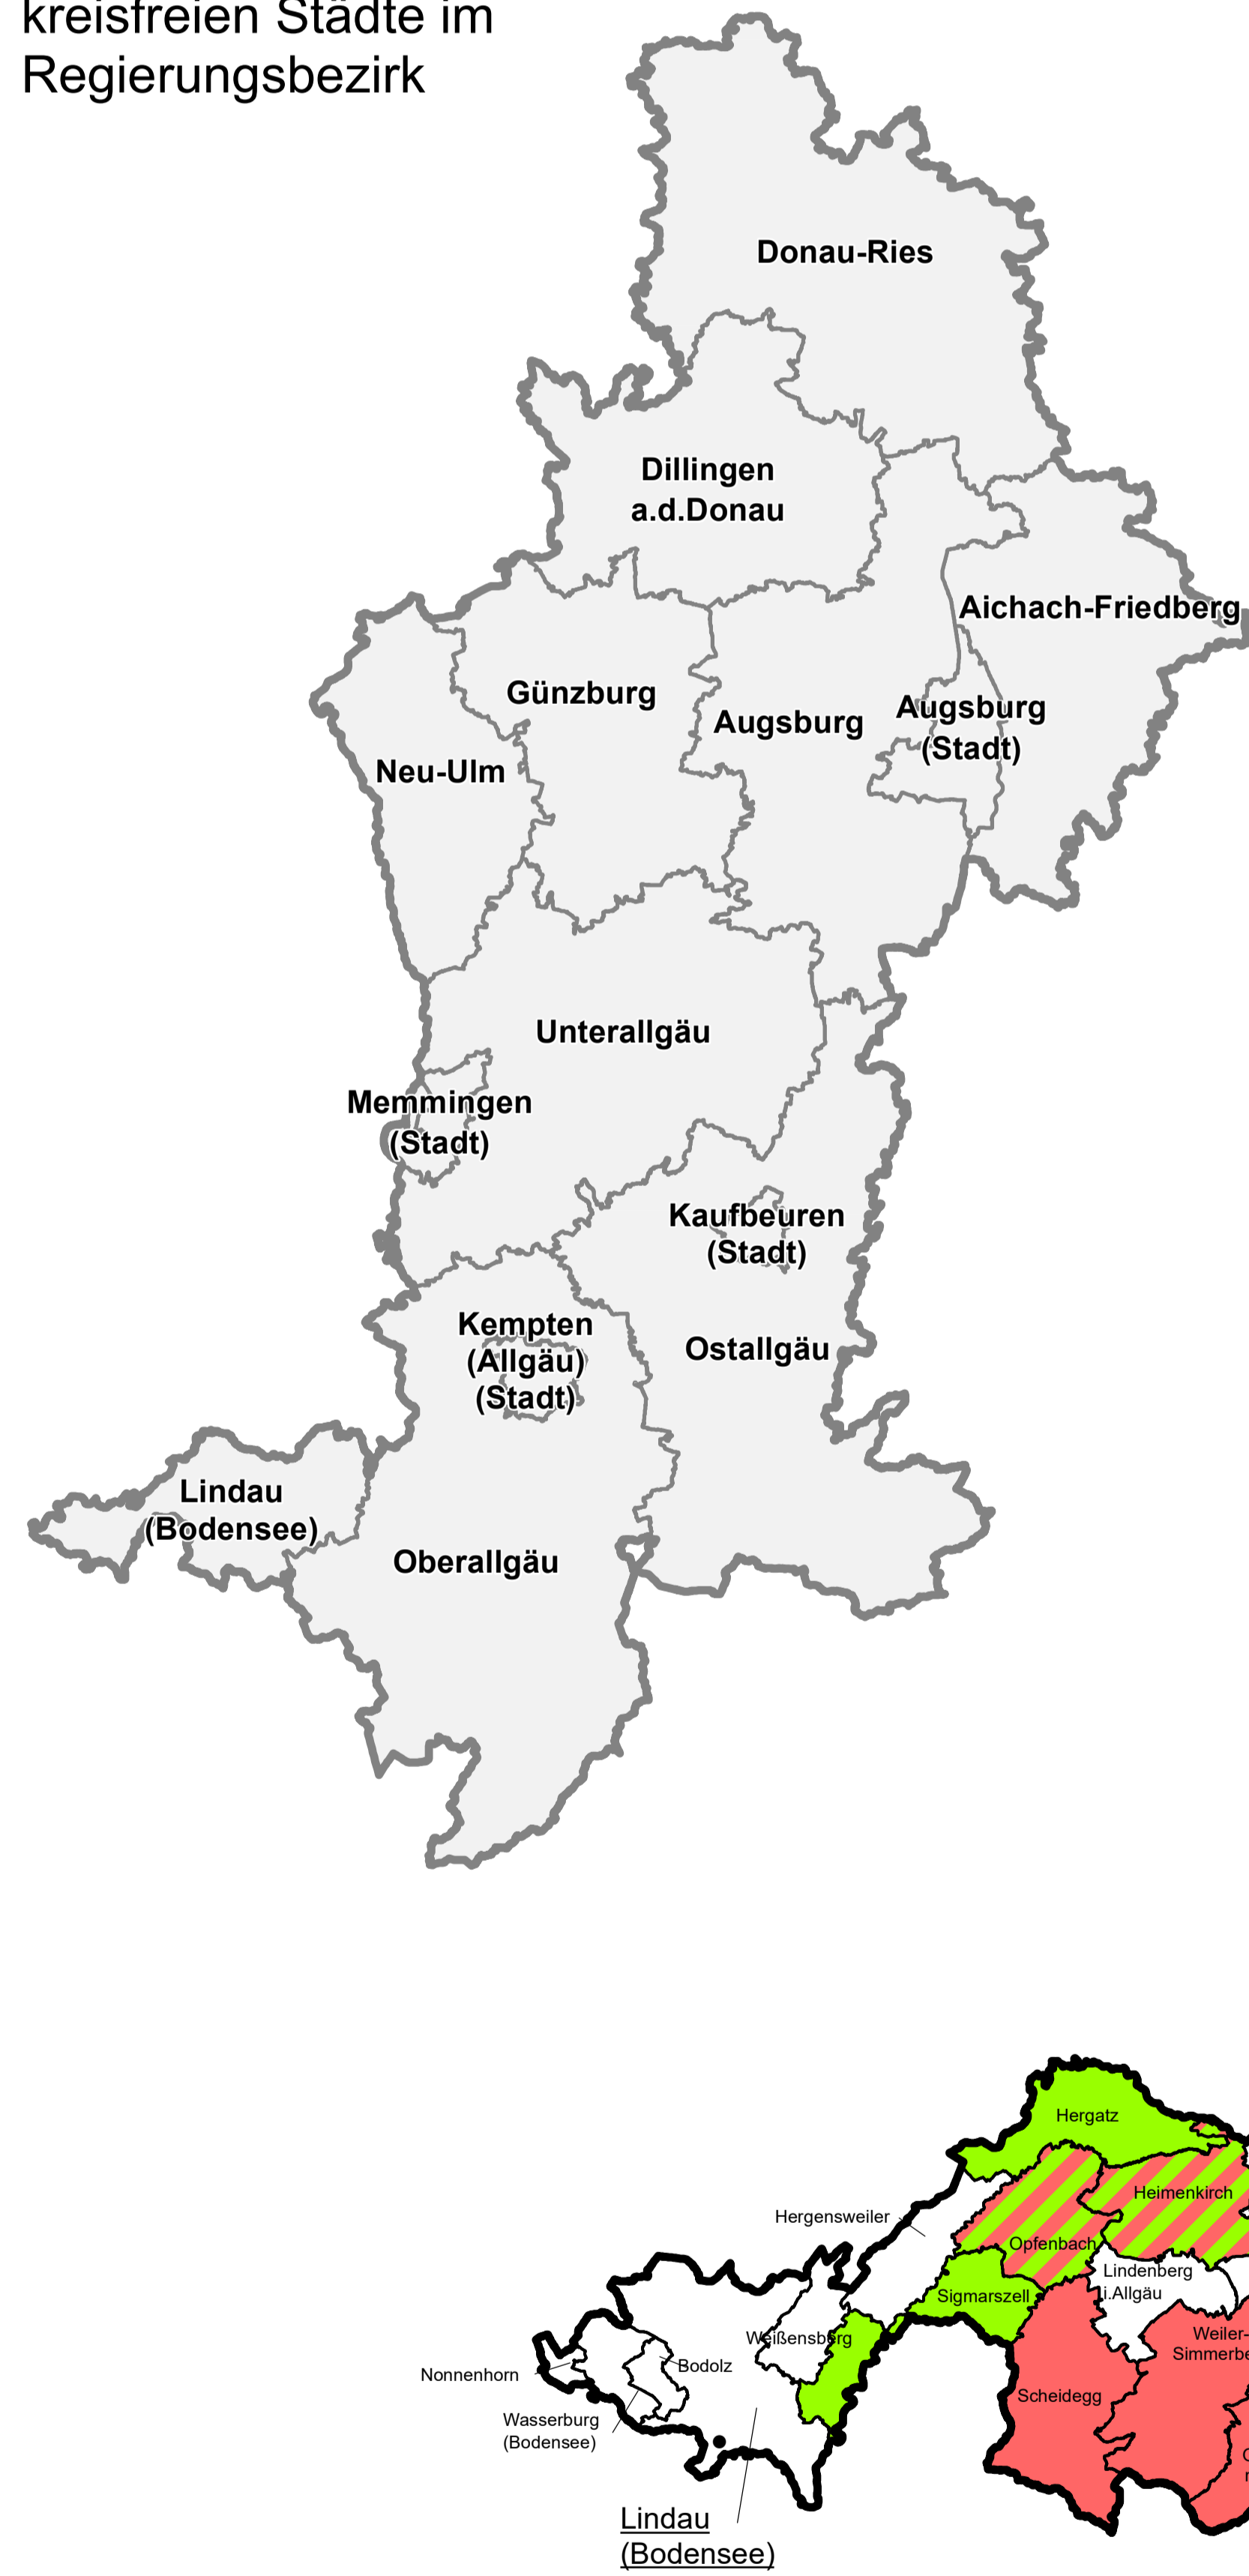 kreisfreien Städte im
Regierungsbezirk
Donau-Ries
Dillingen
a.d.Donau
Aichach-Friedberg
Günzburg
Augsburg
Augsburg
(Stadt)
Neu-Ulm
Unterallgäu
Memmingen
(Stadt)
Kaufbeuren
(Stadt)
Kempten
(Allgäu)
(Stadt)
Ostallgäu
Lindau
(Bodensee)
Oberallgäu
Hergatz
Heimenkirch
Hergensweiler
Opfenbach
Lindenberg
i.Allgäu
Sigmarszell
Weißensberg
Weiler-
Simmerbe
Nonnenhorn
Bodolz
Scheidegg
Wasserburg
(Bodensee)
Lindau
(Bodensee)